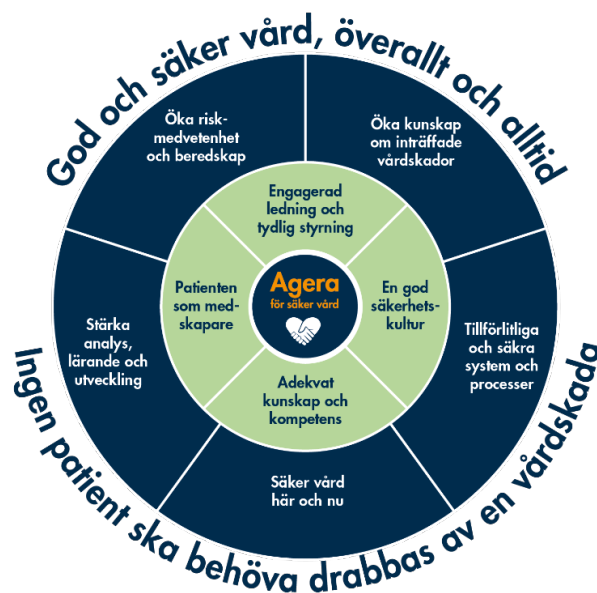 God och säker vård, överallt och alltid
Öka risk-
medvetenhet
och beredskap
Öka kunskap
om inträffade
vårdskador
Engagerad
ledning och
tydlig styrning
Patienten
som med-
skapare
Agera
för säker vård
En god
säkerhets-
kultur
Stärka
analys,
lärande och
utveckling
Tillförlitliga
och säkra
system och
processer
Adekvat
kunskap och
kompetens
Säker vård
här och nu
Ingen patient ska behöva drabbas av en vårdskada